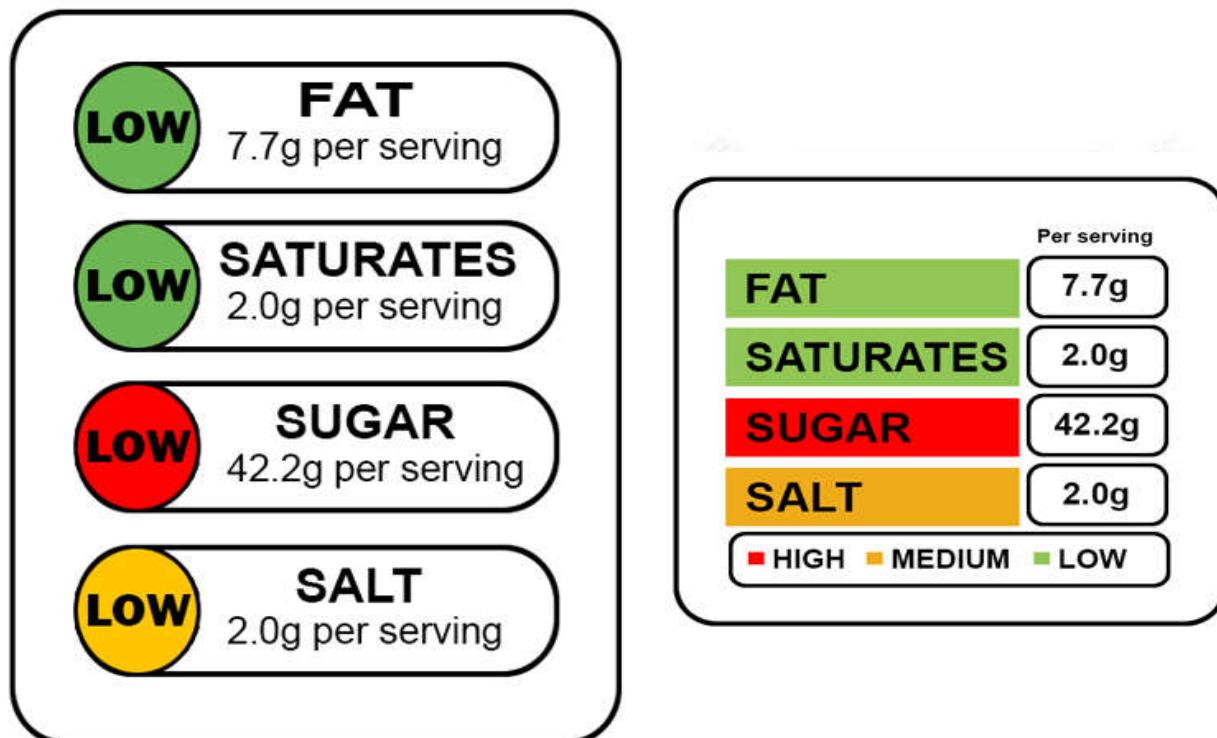 LOW
FAT
7.7g per serving
LOW
SATURATES
2.0g per serving
LOW
SUGAR
42.2g per serving
LOW
SALT
2.0g per serving
Per serving
FAT 7.7g
SATURATES 2.0g
SUGAR 42.2g
SALT 2.0g
HIGH MEDIUM LOW